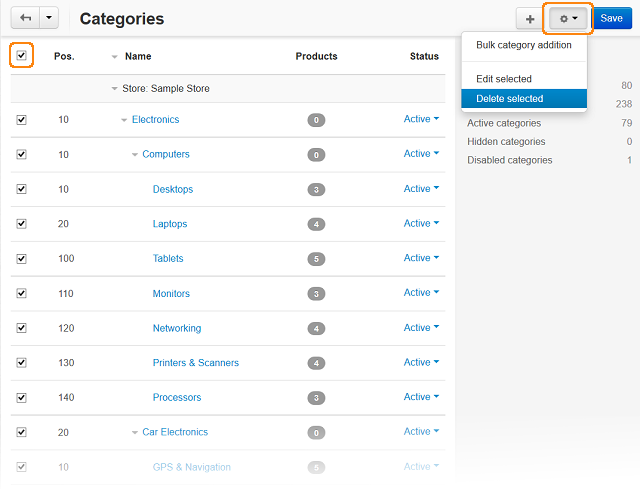 Categories
Save
Bulk category addition
Edit selected
Delete selected
Pos. Name Products Status
Store: Sample Store
10 Electronics 0 Active
10 Computers 0 Active
10 Desktops 3 Active
20 Laptops 4 Active
100 Tablets 5 Active
110 Monitors 3 Active
120 Networking 4 Active
130 Printers & Scanners 4 Active
140 Processors 3 Active
20 Car Electronics 0 Active
10 GPS & Navigation 5 Active
80
238
Active categories 79
Hidden categories 0
Disabled categories 1